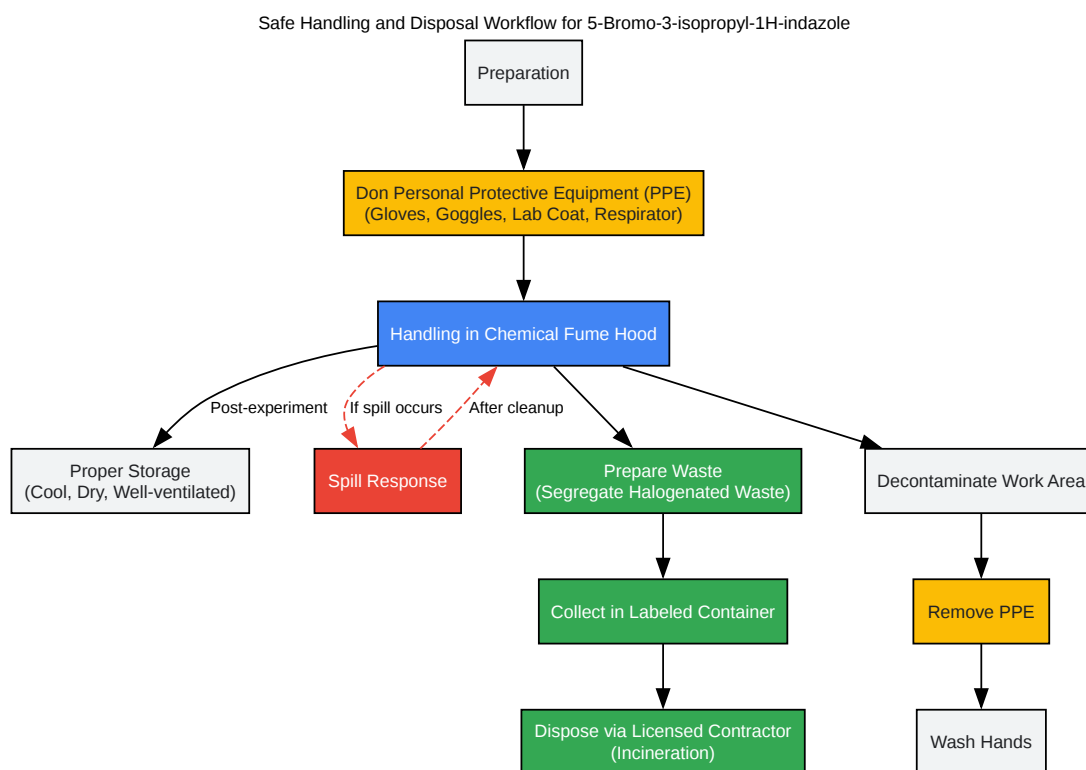 Safe Handling and Disposal Workflow for 5-Bromo-3-isopropyl-1H-indazole
Preparation
Don Personal Protective Equipment (PPE)
(Gloves, Goggles, Lab Coat, Respirator)
Handling in Chemical Fume Hood
Post-experiment
If spill occurs
After cleanup
Proper Storage
(Cool, Dry, Well-ventilated)
Spill Response
Prepare Waste
(Segregate Halogenated Waste)
Decontaminate Work Area
Collect in Labeled Container
Remove PPE
Dispose via Licensed Contractor
(Incineration)
Wash Hands